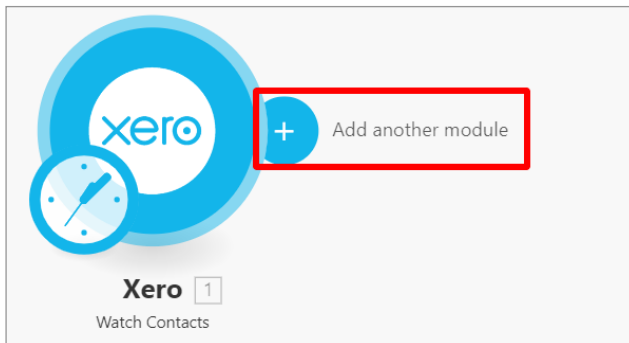 xero
+ Add another module
Xero 1
Watch Contacts